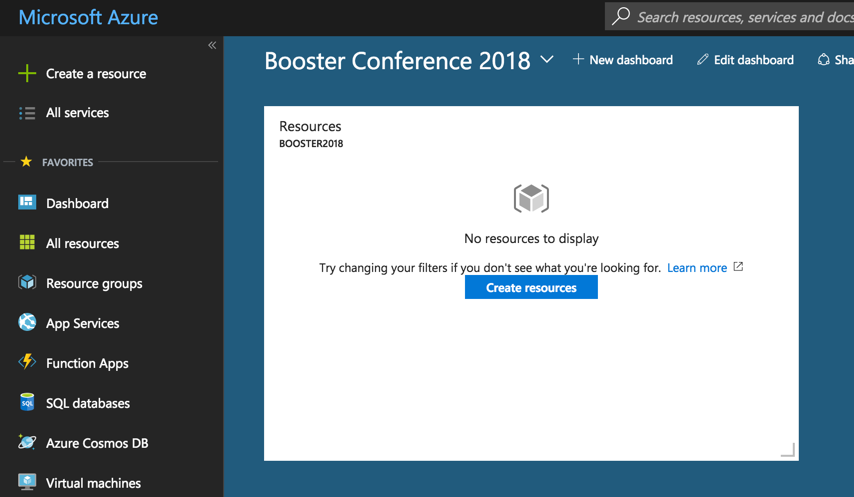 Microsoft Azure
Search resources, services and docs
«
Create a resource
All services
FAVORITES
Dashboard
All resources
Resource groups
App Services
Function Apps
SQL databases
Azure Cosmos DB
Virtual machines
Booster Conference 2018
New dashboard
Edit dashboard
Sha
Resources
BOOSTER2018
No resources to display
Try changing your filters if you don't see what you're looking for. Learn more
Create resources